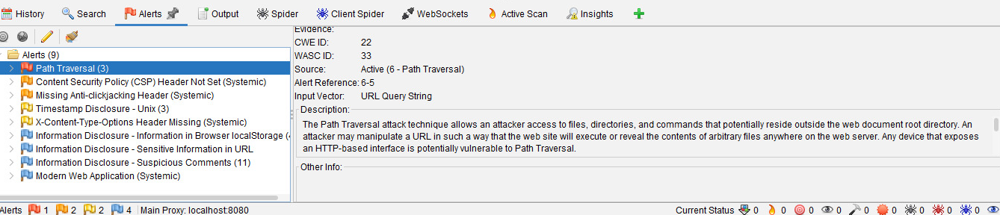 History Search Alerts Output Spider Client Spider WebSockets Active Scan Insights
Alerts (9)
Path Traversal (3)
Content Security Policy (CSP) Header Not Set (Systemic)
Missing Anti-clickjacking Header (Systemic)
Timestamp Disclosure - Unix (3)
X-Content-Type-Options Header Missing (Systemic)
Information Disclosure - Information in Browser localStorage (4
Information Disclosure - Sensitive Information in URL
Information Disclosure - Suspicious Comments (11)
Modern Web Application (Systemic)
Evidence:
CWE ID: 22
WASC ID: 33
Source: Active (6 - Path Traversal)
Alert Reference: 6-5
Input Vector: URL Query String
Description:
The Path Traversal attack technique allows an attacker access to files, directories, and commands that potentially reside outside the web document root directory. An
attacker may manipulate a URL in such a way that the web site will execute or reveal the contents of arbitrary files anywhere on the web server. Any device that exposes
an HTTP-based interface is potentially vulnerable to Path Traversal.
Other Info:
Alerts 1 2 2 4 Main Proxy: localhost:8080 Current Status 0 0 0 0 0 0 0 0 0